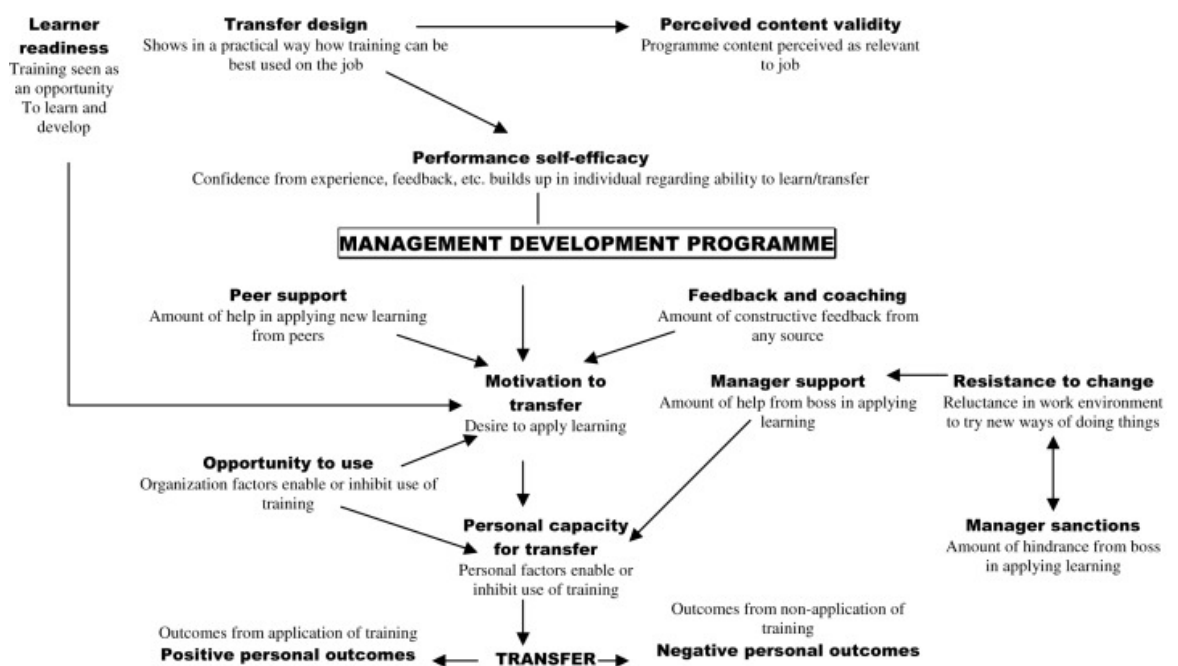 Learner
readiness
Training seen as
an opportunity
To learn and
develop
Transfer design
Shows in a practical way how training can be
best used on the job
Perceived content validity
Programme content perceived as relevant
to job
Performance self-efficacy
Confidence from experience, feedback, etc. builds up in individual regarding ability to learn/transfer
MANAGEMENT DEVELOPMENT PROGRAMME
Peer support
Amount of help in applying new learning
from peers
Feedback and coaching
Amount of constructive feedback from
any source
Motivation to
transfer
Desire to apply learning
Manager support
Amount of help from boss in applying
learning
Resistance to change
Reluctance in work environment
to try new ways of doing things
Opportunity to use
Organization factors enable or inhibit use of
training
Personal capacity
for transfer
Personal factors enable or
inhibit use of training
Manager sanctions
Amount of hindrance from boss
in applying learning
Outcomes from application of training
Positive personal outcomes
TRANSFER
Outcomes from non-application of
training
Negative personal outcomes